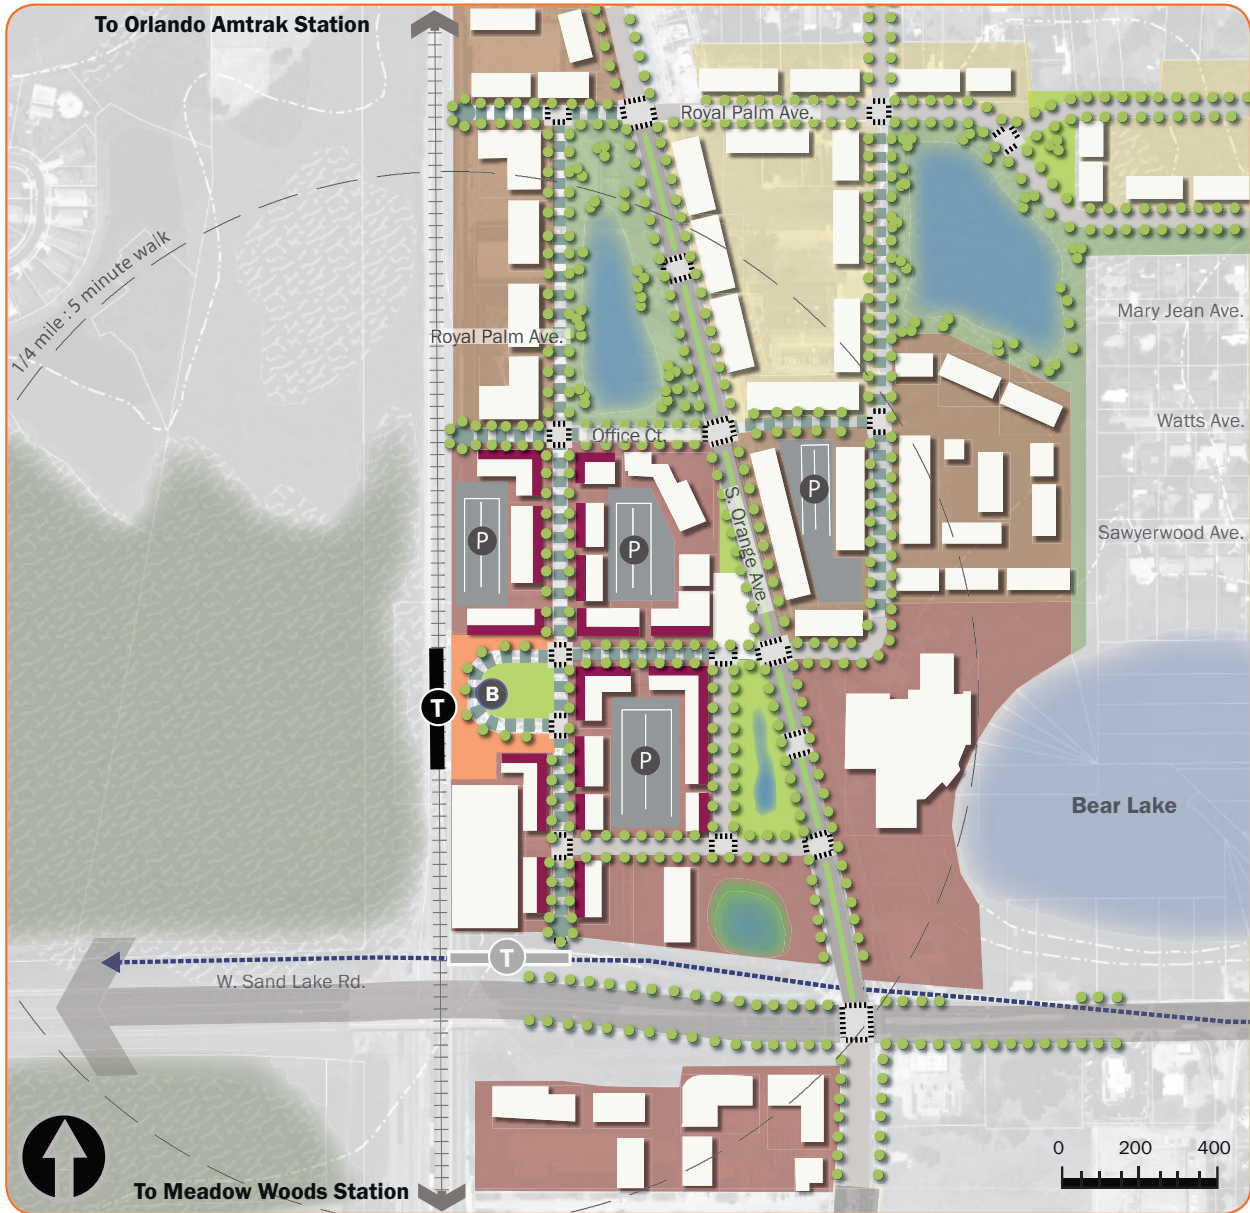 To Orlando Amtrak Station
Royal Palm Ave.
1/4 mile : 5 minute walk
Mary Jean Ave.
Royal Palm Ave.
Watts Ave.
Office Ct.
P
S. Orange Ave.
Sawyerwood Ave.
P
P
B
T
P
Bear Lake
T
W. Sand Lake Rd.
0 200 400
To Meadow Woods Station